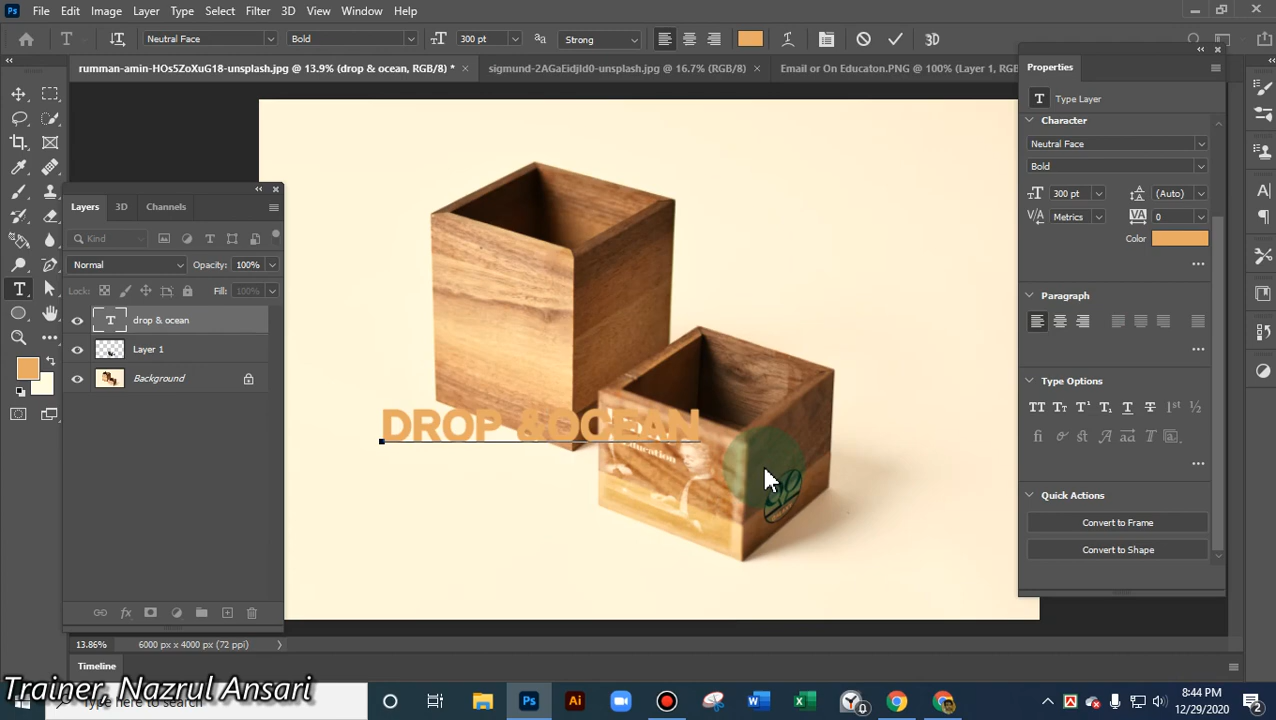 Ps File Edit Image Layer Type Select Filter 3D View Window Help
T Neutral Face Bold 300 pt Strong 3D
rumman-amin-HOs5ZoXuG18-unsplash.jpg @ 13.9% (drop & ocean, RGB/8) * sigmund-2AGaEidjId0-unsplash.jpg @ 16.7% (RGB/8) Email or On Educaton.PNG @ 100% (Layer 1, RGB
Properties
T Type Layer
Character
Neutral Face
Bold
300 pt (Auto)
Metrics 0
Color
Paragraph
Type Options
Quick Actions
Convert to Frame
Convert to Shape
Layers 3D Channels
Kind
Normal Opacity: 100%
Lock: Fill: 100%
T drop & ocean
Layer 1
Background
DROP &OCEAN
13.86% 6000 px x 4000 px (72 ppi)
Timeline
Trainer, Nazrul Ansari
Type here to search
8:44 PM
12/29/2020